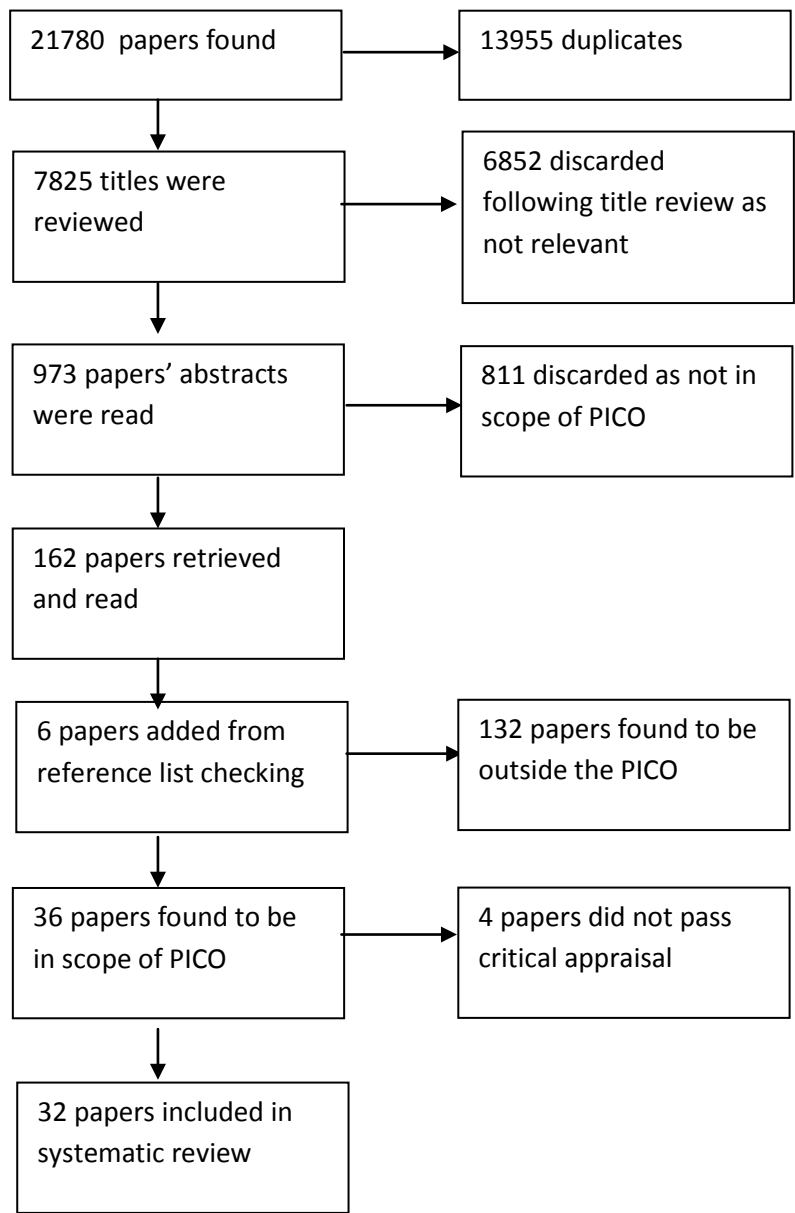 21780  papers found
13955 duplicates
7825 titles were
reviewed
6852 discarded
following title review as
not relevant
973 papers’ abstracts
were read
811 discarded as not in
scope of PICO
162 papers retrieved
and read
6 papers added from
reference list checking
132 papers found to be
outside the PICO
36 papers found to be
in scope of PICO
4 papers did not pass
critical appraisal
32 papers included in
systematic review